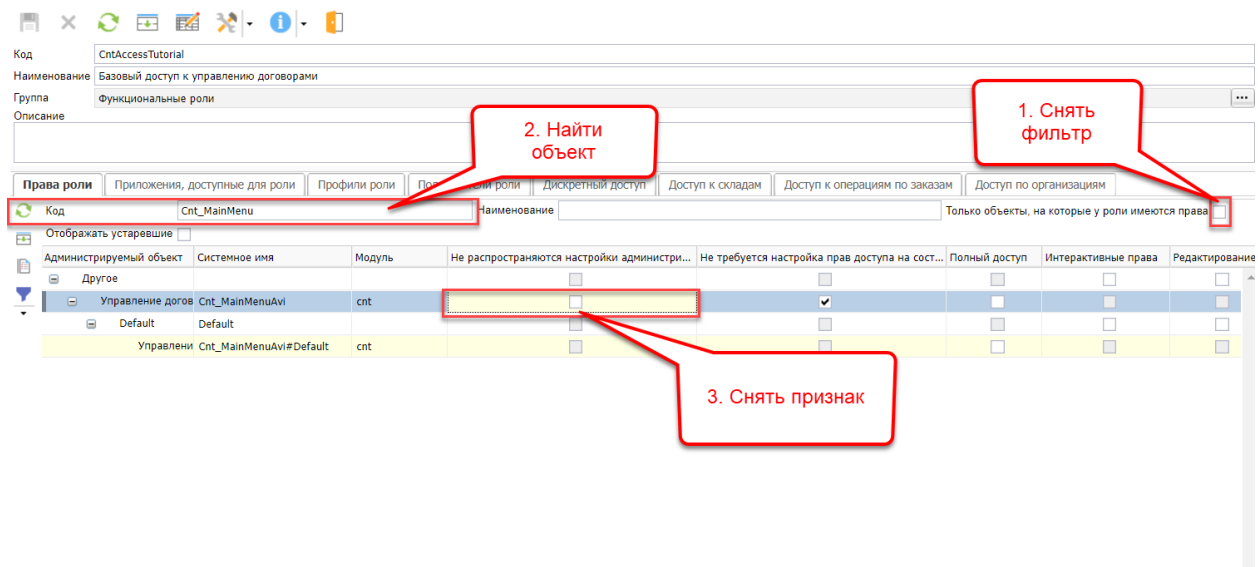 Код CntAccessTutorial
Наименование Базовый доступ к управлению договорами
Группа Функциональные роли ...
Описание
1. Снять
фильтр
2. Найти
объект
Права роли Приложения, доступные для роли Профили роли По ели роли Дискретный доступ Доступ к складам Доступ к операциям по заказам Доступ по организациям
Код Cnt_MainMenu Наименование Только объекты, на которые у роли имеются права
Отображать устаревшие
Администрируемый объект Системное имя Модуль Не распространяются настройки администри... Не требуется настройка прав доступа на сост... Полный доступ Интерактивные права Редактирование
Другое
Управление догов Cnt_MainMenuAvi cnt
Default Default
Управлени Cnt_MainMenuAvi#Default cnt
3. Снять признак